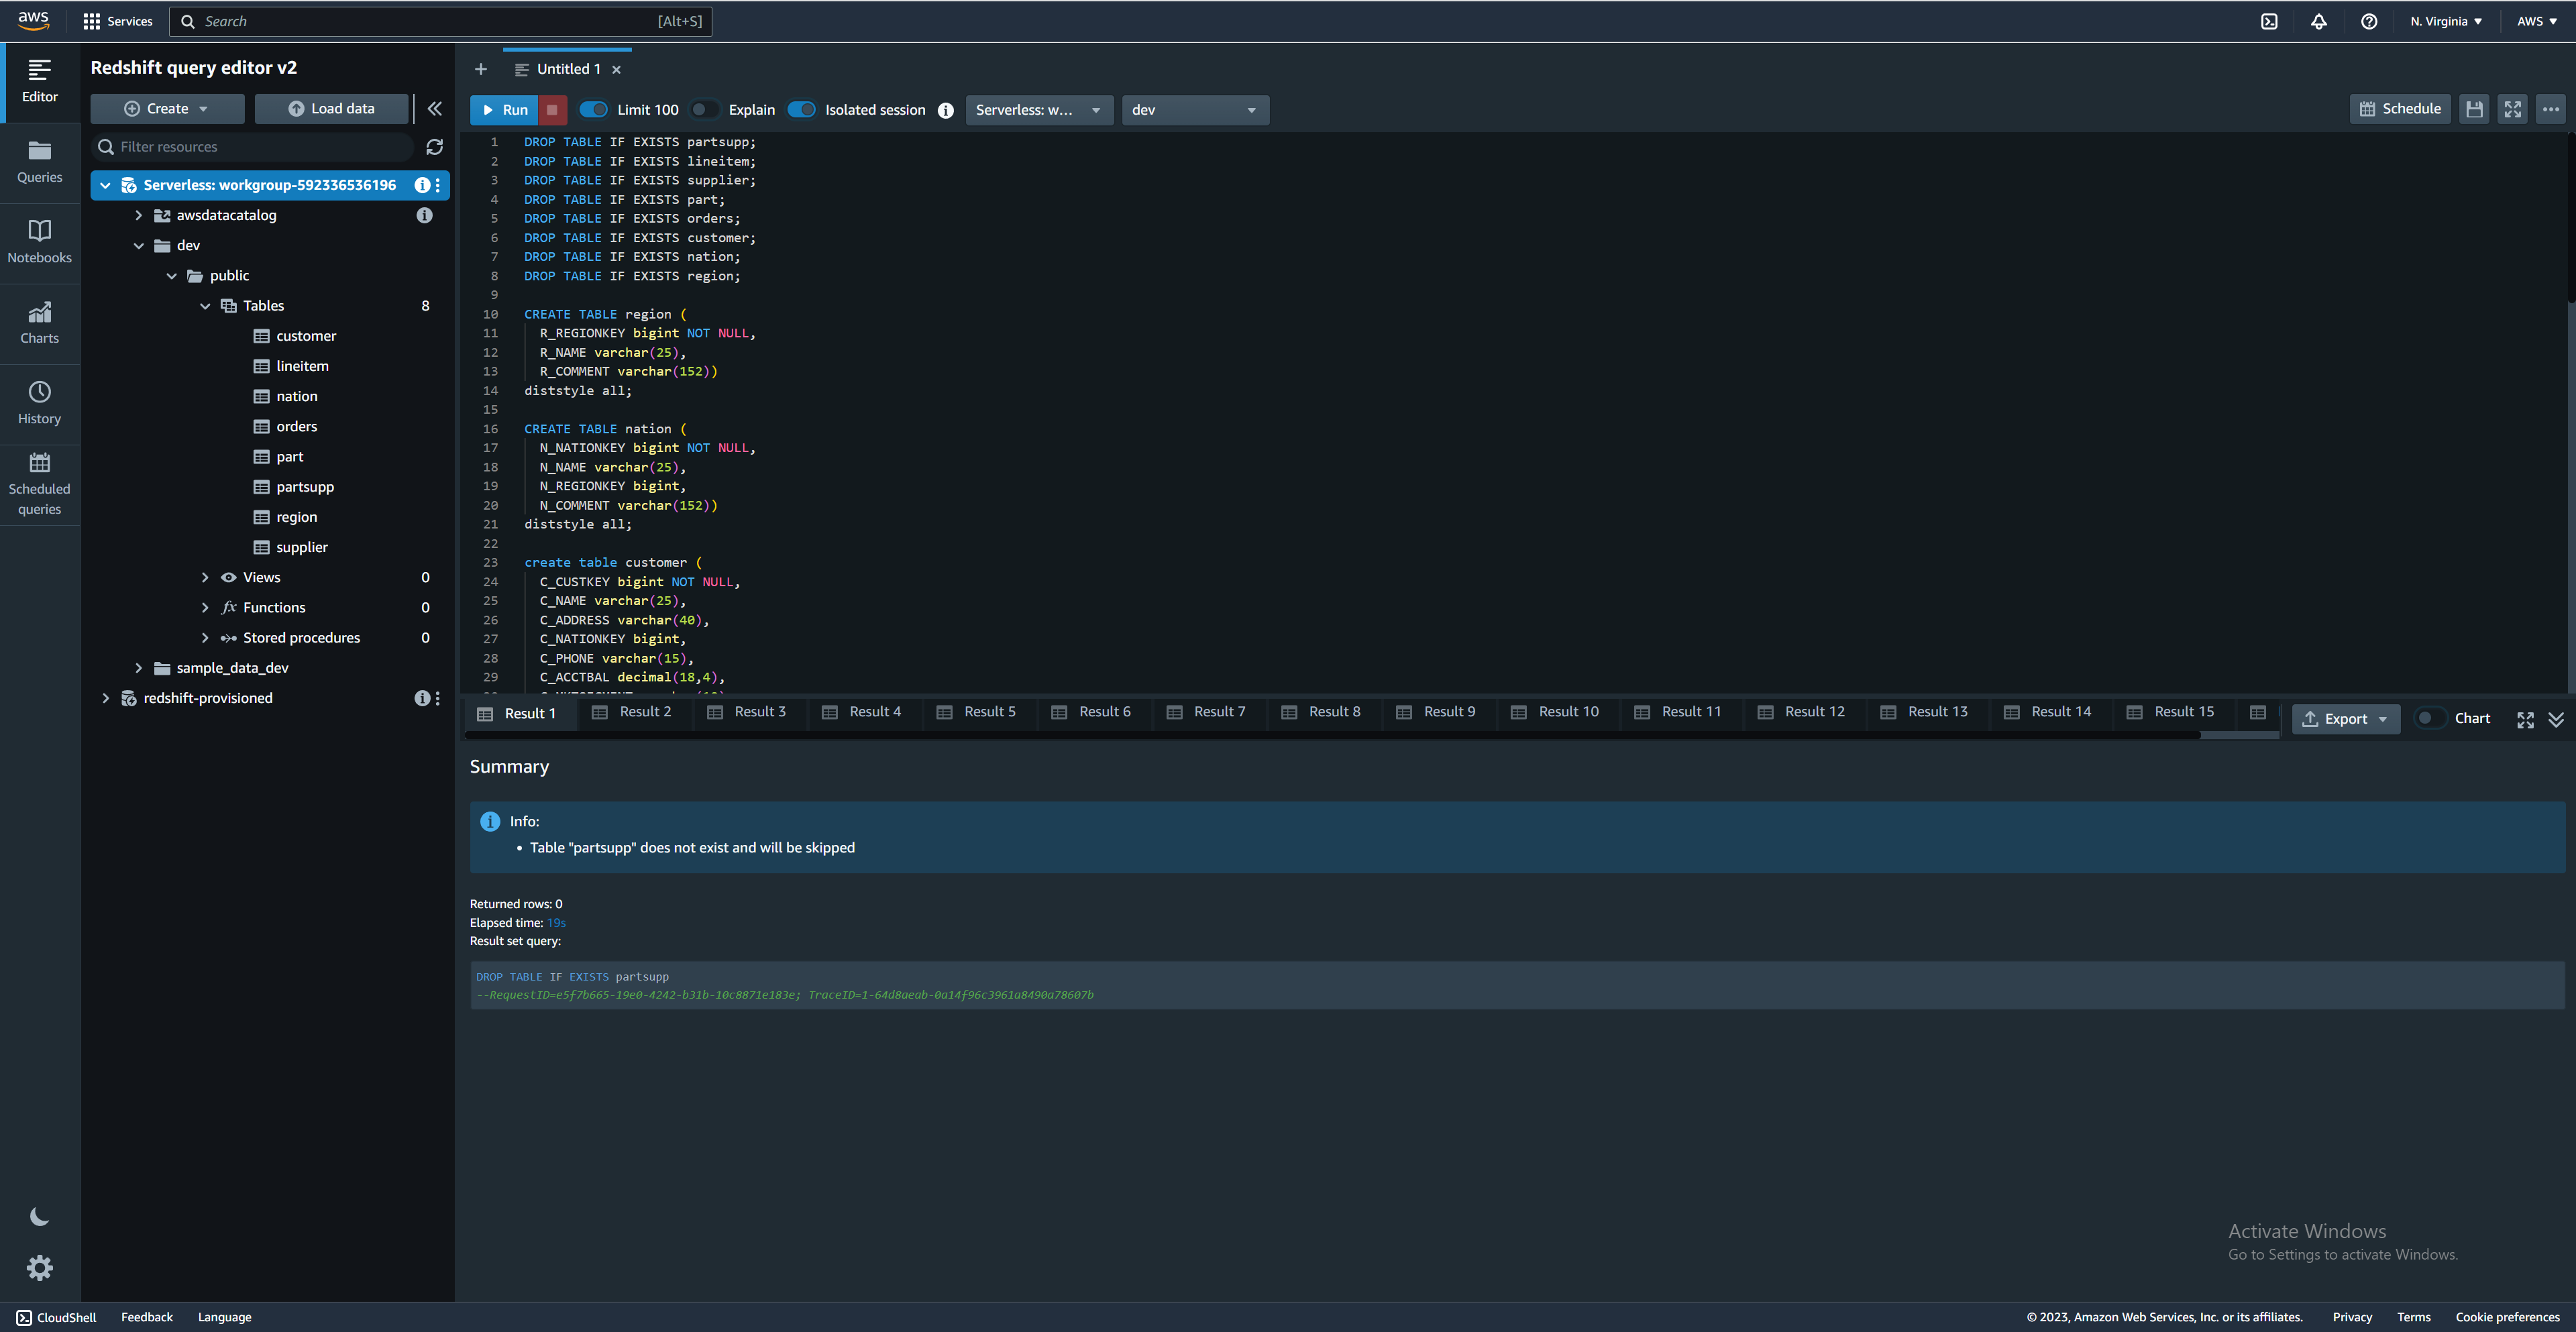 aws Services Search [Alt+S] N. Virginia AWS
Editor
Queries
Notebooks
Charts
History
Scheduled
queries
Redshift query editor v2
Create Load data
Filter resources
Serverless: workgroup-592336536196
awsdatacatalog
dev
public
Tables 8
customer
lineitem
nation
orders
part
partsupp
region
supplier
Views 0
fx Functions 0
Stored procedures 0
sample_data_dev
redshift-provisioned
Untitled 1
Run Limit 100 Explain Isolated session Serverless: w... dev Schedule
1 DROP TABLE IF EXISTS partsupp;
2 DROP TABLE IF EXISTS lineitem;
3 DROP TABLE IF EXISTS supplier;
4 DROP TABLE IF EXISTS part;
5 DROP TABLE IF EXISTS orders;
6 DROP TABLE IF EXISTS customer;
7 DROP TABLE IF EXISTS nation;
8 DROP TABLE IF EXISTS region;
9
10 CREATE TABLE region (
11 R_REGIONKEY bigint NOT NULL,
12 R_NAME varchar(25),
13 R_COMMENT varchar(152))
14 diststyle all;
15
16 CREATE TABLE nation (
17 N_NATIONKEY bigint NOT NULL,
18 N_NAME varchar(25),
19 N_REGIONKEY bigint,
20 N_COMMENT varchar(152))
21 diststyle all;
22
23 create table customer (
24 C_CUSTKEY bigint NOT NULL,
25 C_NAME varchar(25),
26 C_ADDRESS varchar(40),
27 C_NATIONKEY bigint,
28 C_PHONE varchar(15),
29 C_ACCTBAL decimal(18,4),
Result 1 Result 2 Result 3 Result 4 Result 5 Result 6 Result 7 Result 8 Result 9 Result 10 Result 11 Result 12 Result 13 Result 14 Result 15 Export Chart
Summary
Info:
• Table "partsupp" does not exist and will be skipped
Returned rows: 0
Elapsed time: 19s
Result set query:
DROP TABLE IF EXISTS partsupp
--RequestID=e5f7b665-19e0-4242-b31b-10c8871e183e; TraceID=1-64d8aeab-0a14f96c3961a8490a78607b
Activate Windows
Go to Settings to activate Windows.
CloudShell Feedback Language © 2023, Amazon Web Services, Inc. or its affiliates. Privacy Terms Cookie preferences